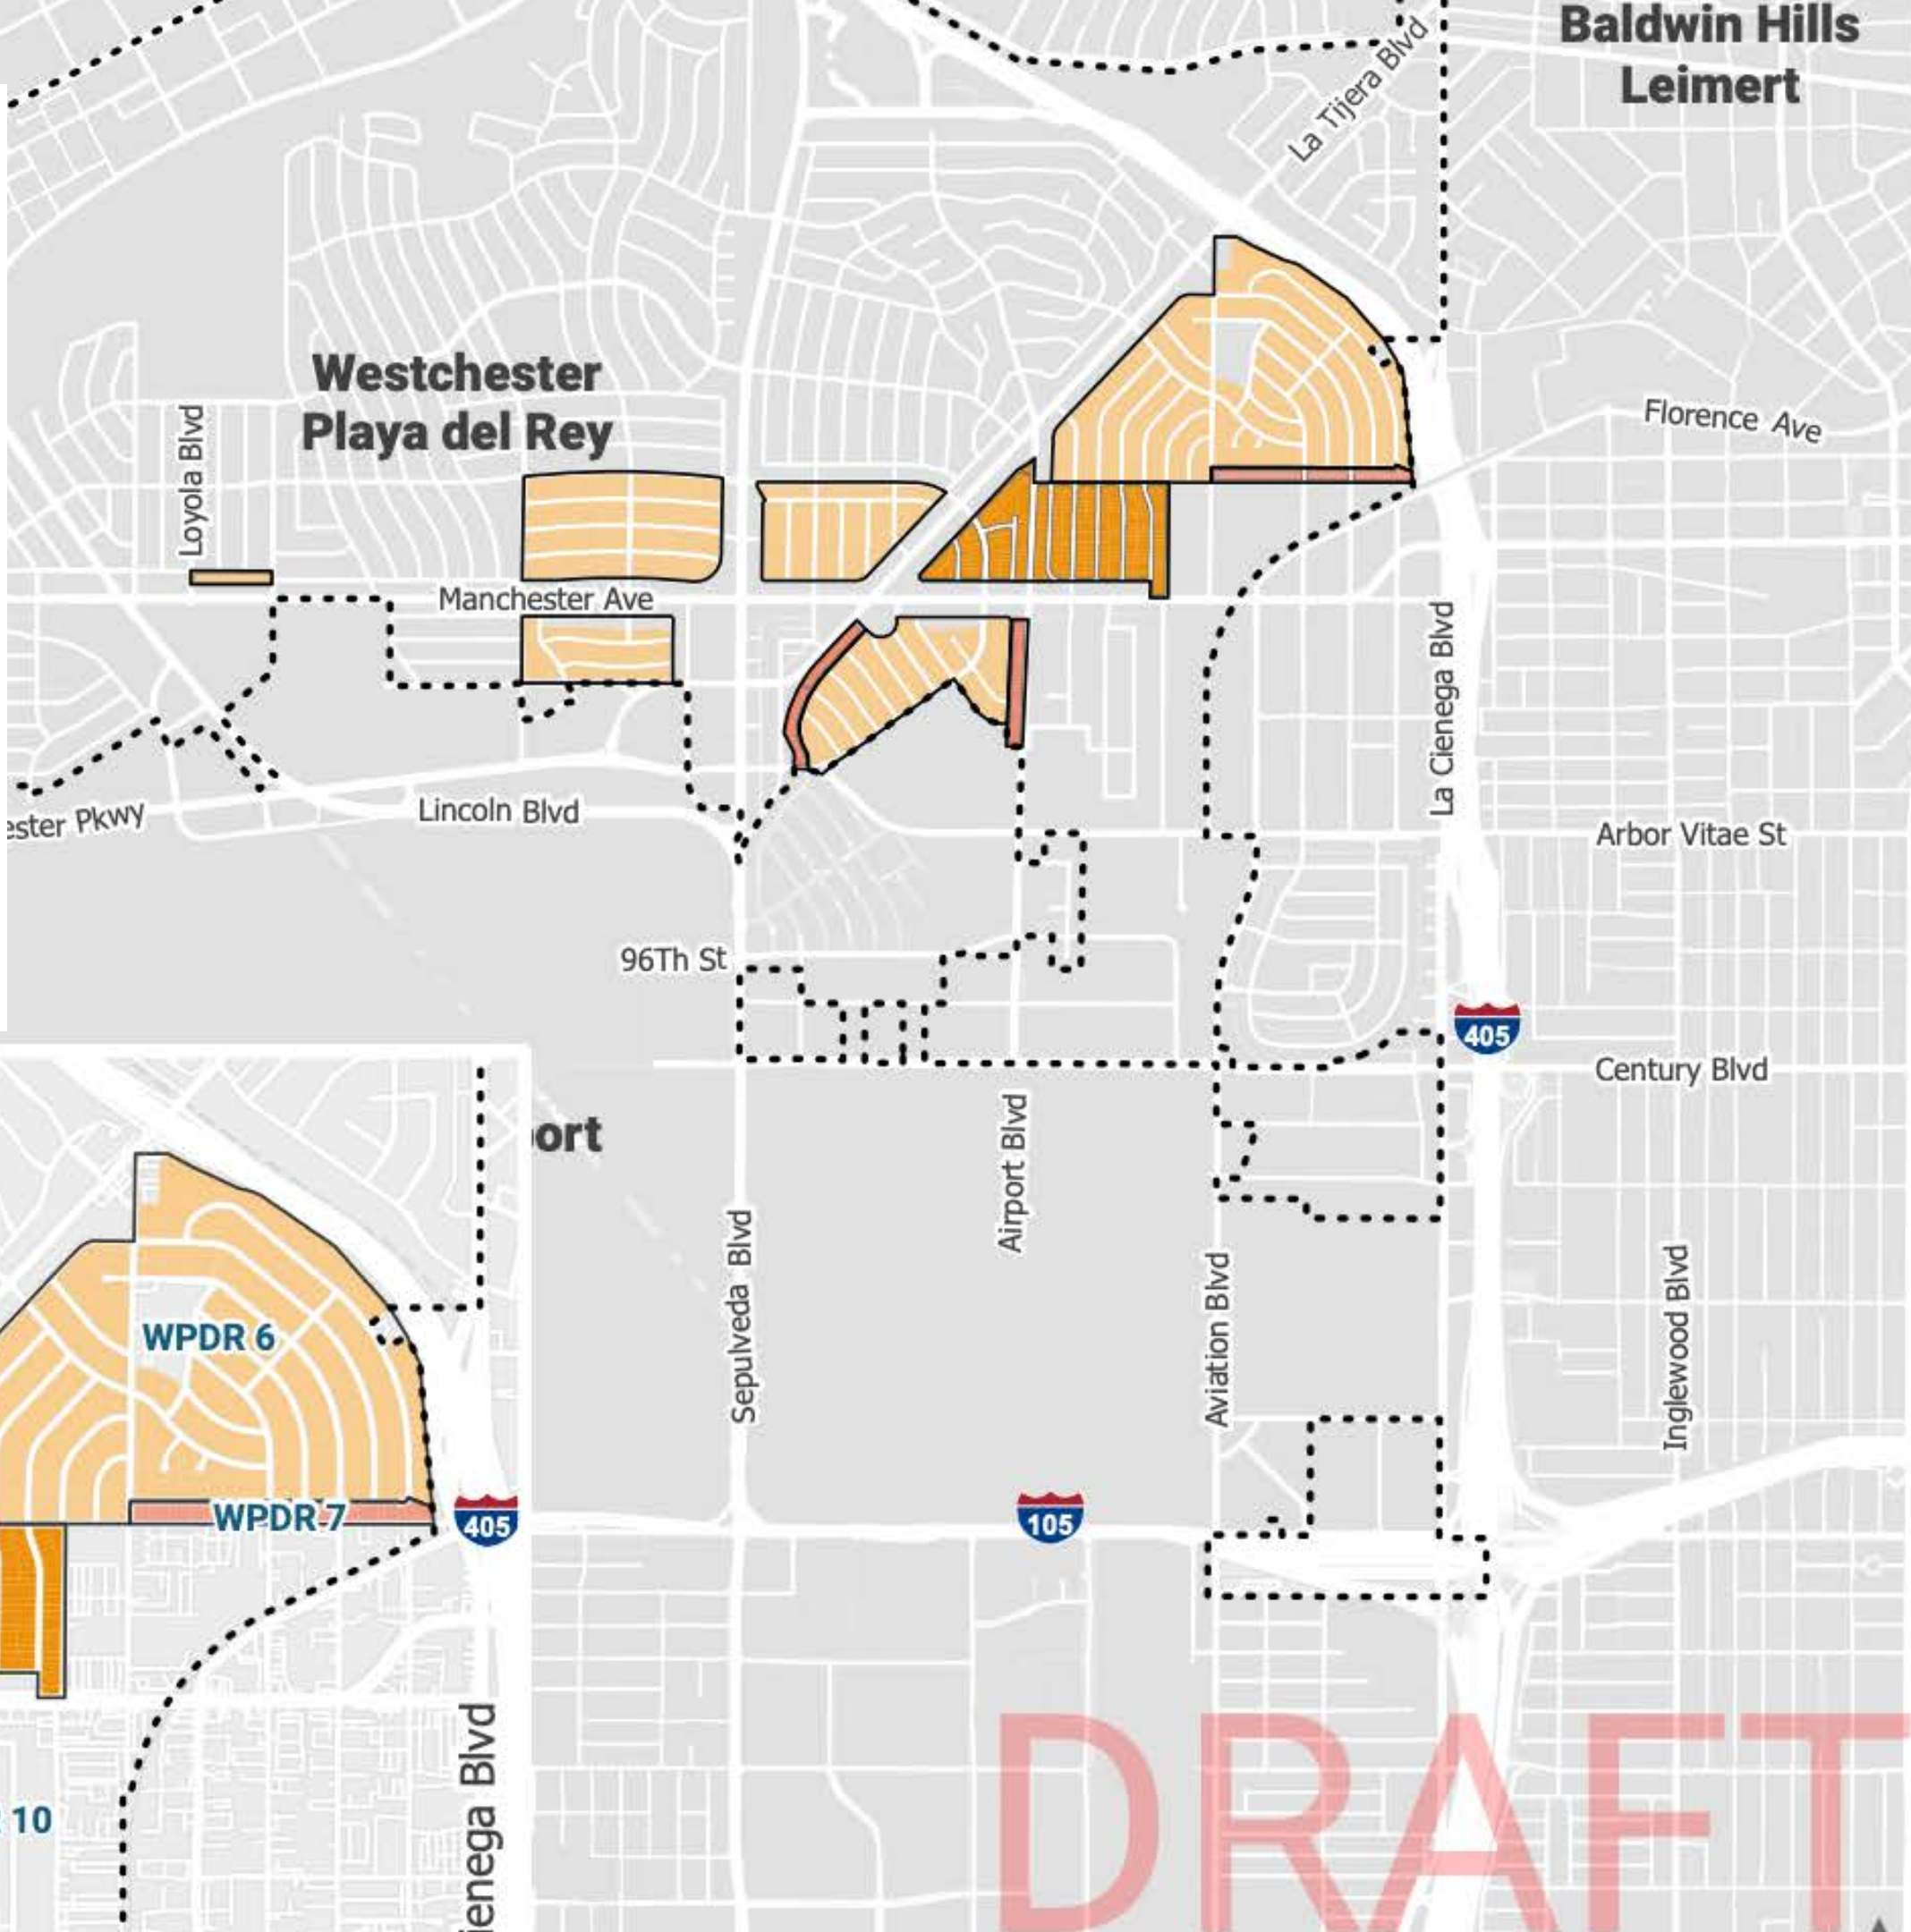 Baldwin Hills
Leimert
La Tijera Blvd
Westchester
Playa del Rey
Florence Ave
Loyola Blvd
Manchester Ave
La Cienega Blvd
ester Pkwy
Lincoln Blvd
Arbor Vitae St
96Th St
405
Century Blvd
ort
Airport Blvd
Sepulveda Blvd
Aviation Blvd
Inglewood Blvd
WPDR 6
WPDR 7
405
105
10
ienega Blvd
DRAFT